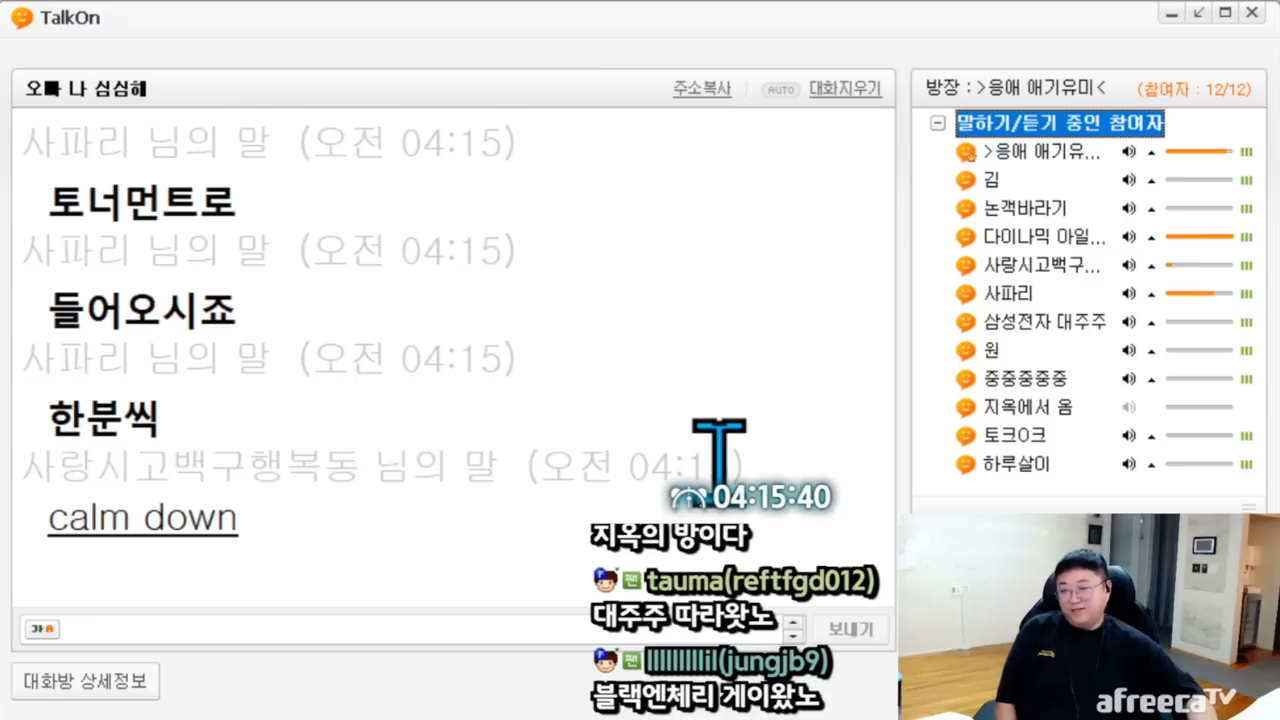 TalkOn
오빠 나 심심해
주소복사
AUTO
대화지우기
사파리 님의 말 (오전 04:15)
토너먼트로
사파리 님의 말 (오전 04:15)
들어오시죠
사파리 님의 말 (오전 04:15)
한분씩
사랑시고백구행복동 님의 말 (오전 04:1
calm down
04:15:40
지옥의 방이다
팬 tauma(reftfgd012)
대주주 따라왓노
팬 (jungjb9)
블랙엔체리 게이왔노
가
보내기
대화방 상세정보
방장 : >응애 애기유미<
(참여자 : 12/12)
말하기/듣기 중인 참여자
>응애 애기유...
김
논객바라기
다이나믹 아일...
사랑시고백구...
사파리
삼성전자 대주주
원
중중중중중
지옥에서 옴
토크O크
하루살이
afreecaTV